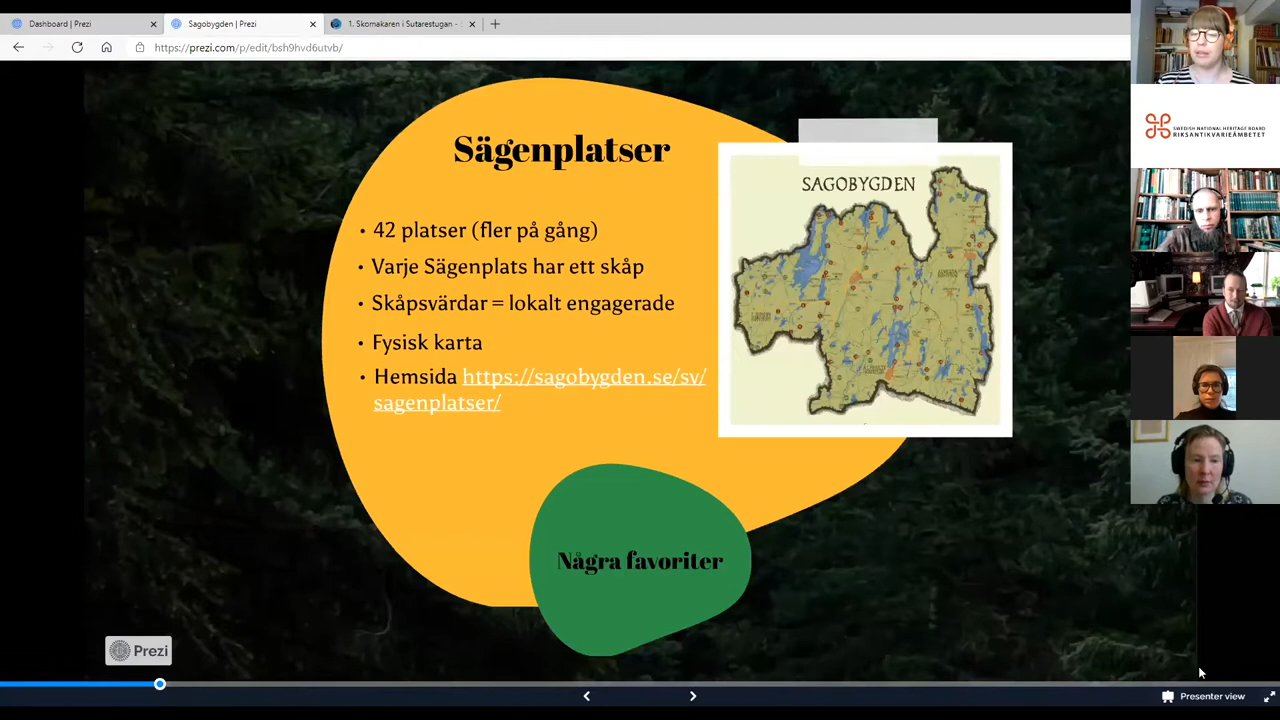 Dashboard | Prezi
Sagobygden | Prezi
1. Skomakaren i Sutarestugan -
https://prezi.com/p/edit/bsh9hvd6utvb/
SWEDISH NATIONAL HERITAGE BOARD
RIKSANTIKVARIEÄMBETET
Sägenplatser
SAGOBYGDEN
• 42 platser (fler på gång)
• Varje Sägenplats har ett skåp
• Skåpsvärdar = lokalt engagerade
• Fysisk karta
• Hemsida https://sagobygden.se/sv/
sagenplatser/
Några favoriter
Prezi
Presenter view